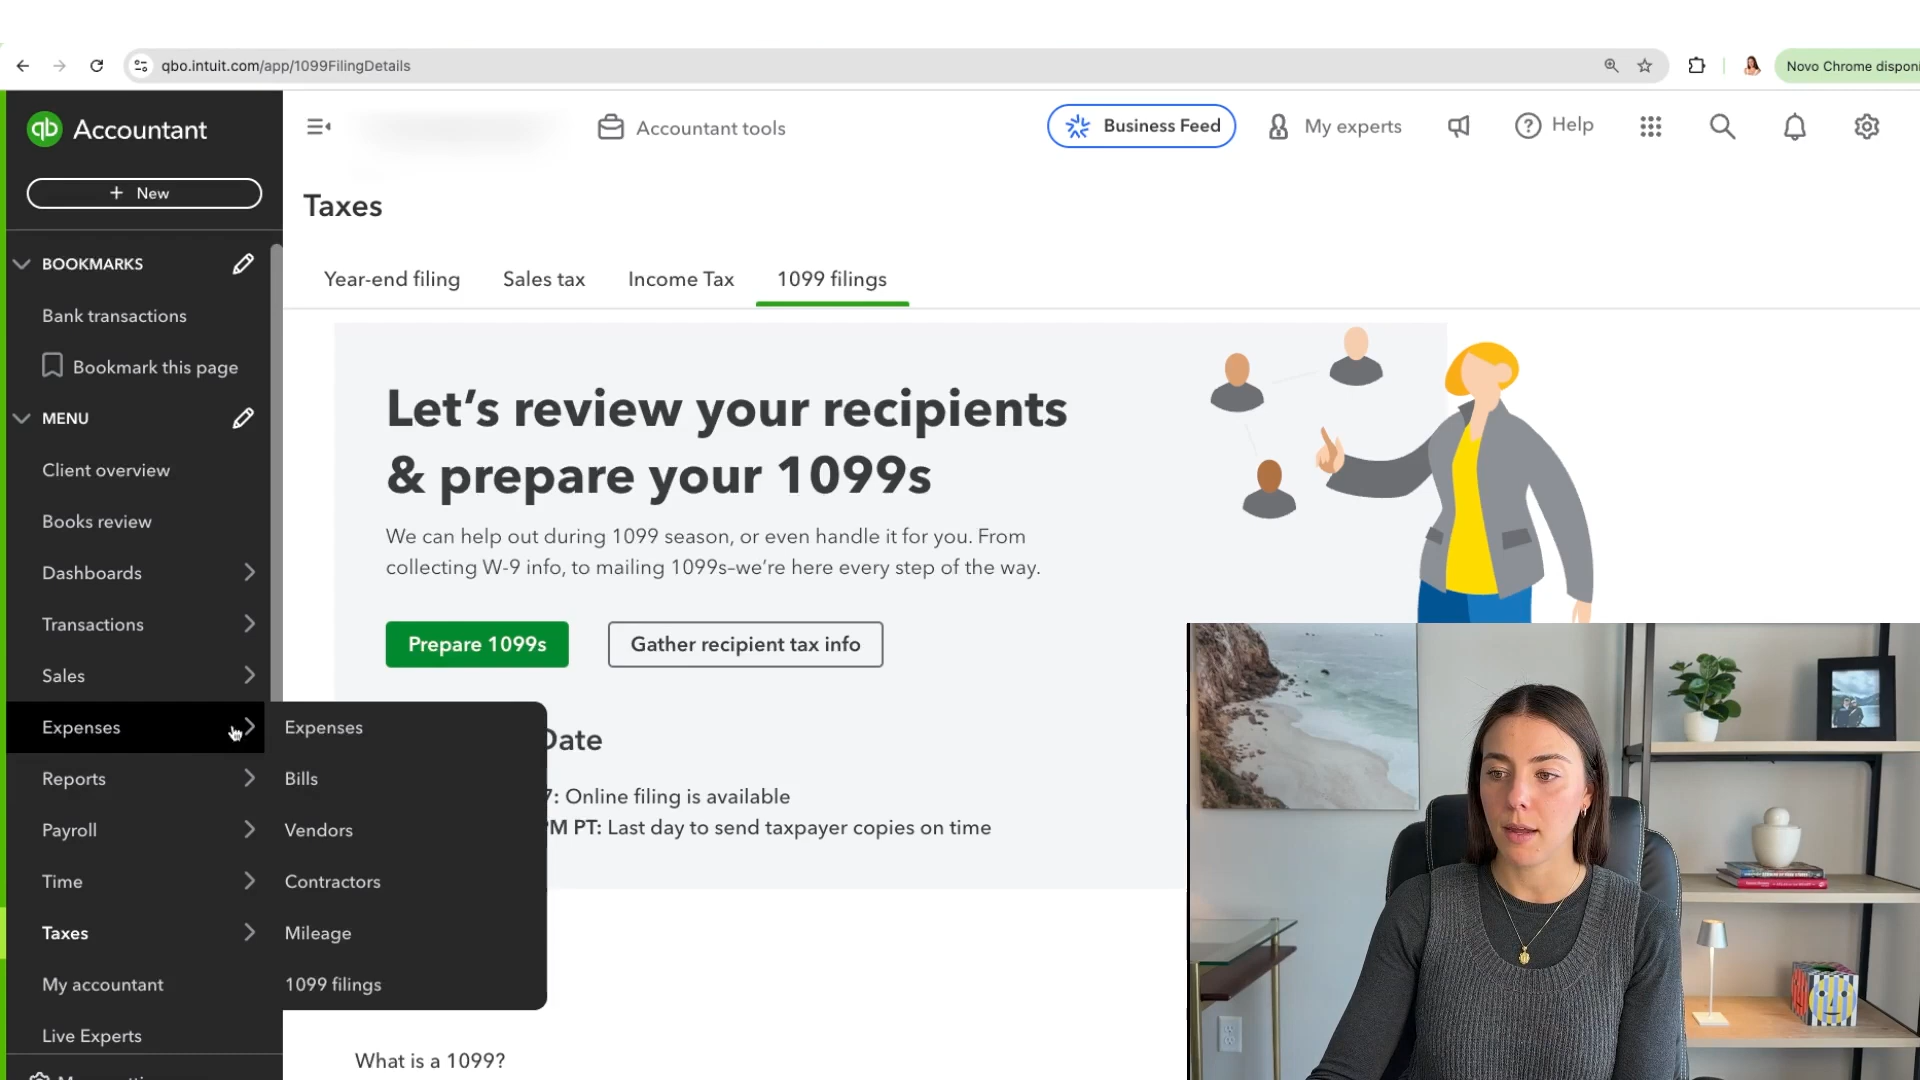 qbo.intuit.com/app/1099FilingDetails
Novo Chrome disponí
qb Accountant
Accountant tools
Business Feed
My experts
Help
+ New
Taxes
BOOKMARKS
Year-end filing
Sales tax
Income Tax
1099 filings
Bank transactions
Bookmark this page
MENU
Let's review your recipients
& prepare your 1099s
Client overview
Books review
We can help out during 1099 season, or even handle it for you. From
collecting W-9 info, to mailing 1099s–we're here every step of the way.
Dashboards
Transactions
Prepare 1099s
Gather recipient tax info
Sales
Expenses
Expenses
Date
Reports
Bills
7: Online filing is available
PM PT: Last day to send taxpayer copies on time
Payroll
Vendors
Time
Contractors
Taxes
Mileage
My accountant
1099 filings
Live Experts
What is a 1099?